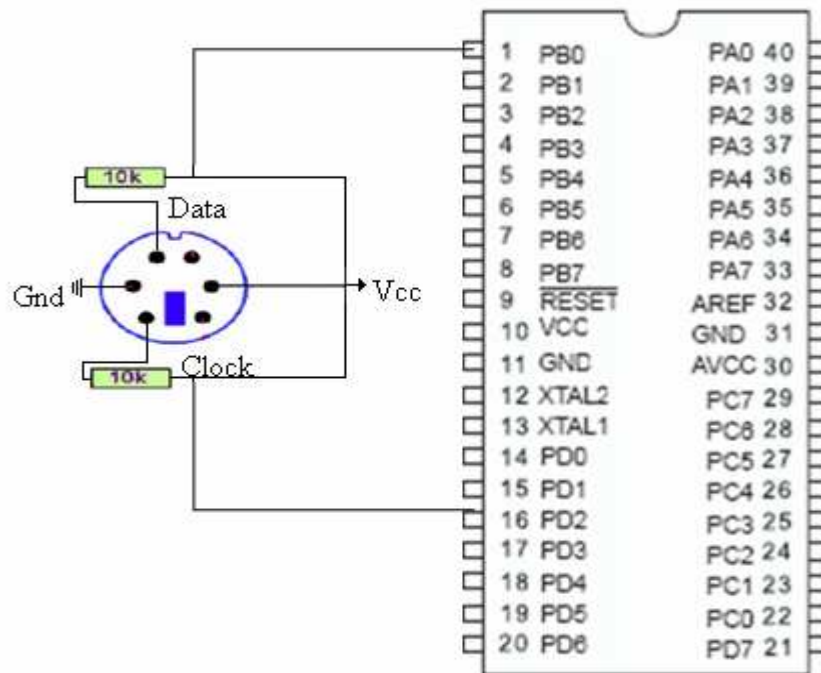 1 PB0 PA0 40
2 PB1 PA1 39
3 PB2 PA2 38
4 PB3 PA3 37
5 PB4 PA4 36
6 PB5 PA5 35
7 PB6 PA6 34
8 PB7 PA7 33
9 RESET AREF 32
10 VCC GND 31
11 GND AVCC 30
12 XTAL2 PC7 29
13 XTAL1 PC6 28
14 PD0 PC5 27
15 PD1 PC4 26
16 PD2 PC3 25
17 PD3 PC2 24
18 PD4 PC1 23
19 PD5 PC0 22
20 PD6 PD7 21
10k
Data
Gnd
Vcc
Clock
10k